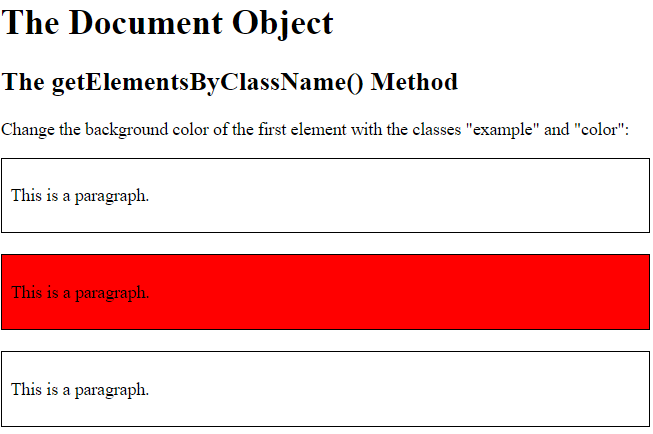 The Document Object
The getElementsByClassName() Method
Change the background color of the first element with the classes "example" and "color":
This is a paragraph.
This is a paragraph.
This is a paragraph.